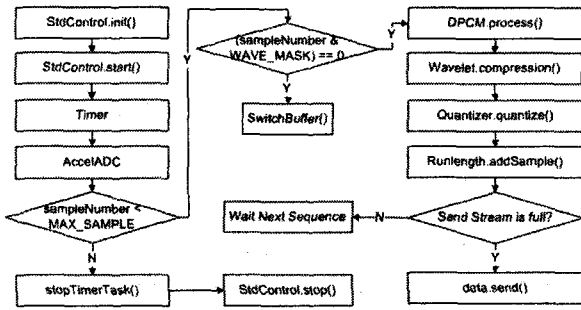 StdControl.init()
StdControl.start()
Timer
AccelADC
sampleNumber <
MAX_SAMPLE
Y
N
stopTimerTask()
StdControl.stop()
(sampleNumber &
WAVE_MASK) == 0
Y
Y
SwitchBuffer()
DPCM.process()
Wavelet.compression()
Quantizer.quantize()
Runlength.addSample()
Send Stream is full?
N
Wait Next Sequence
Y
data.send()